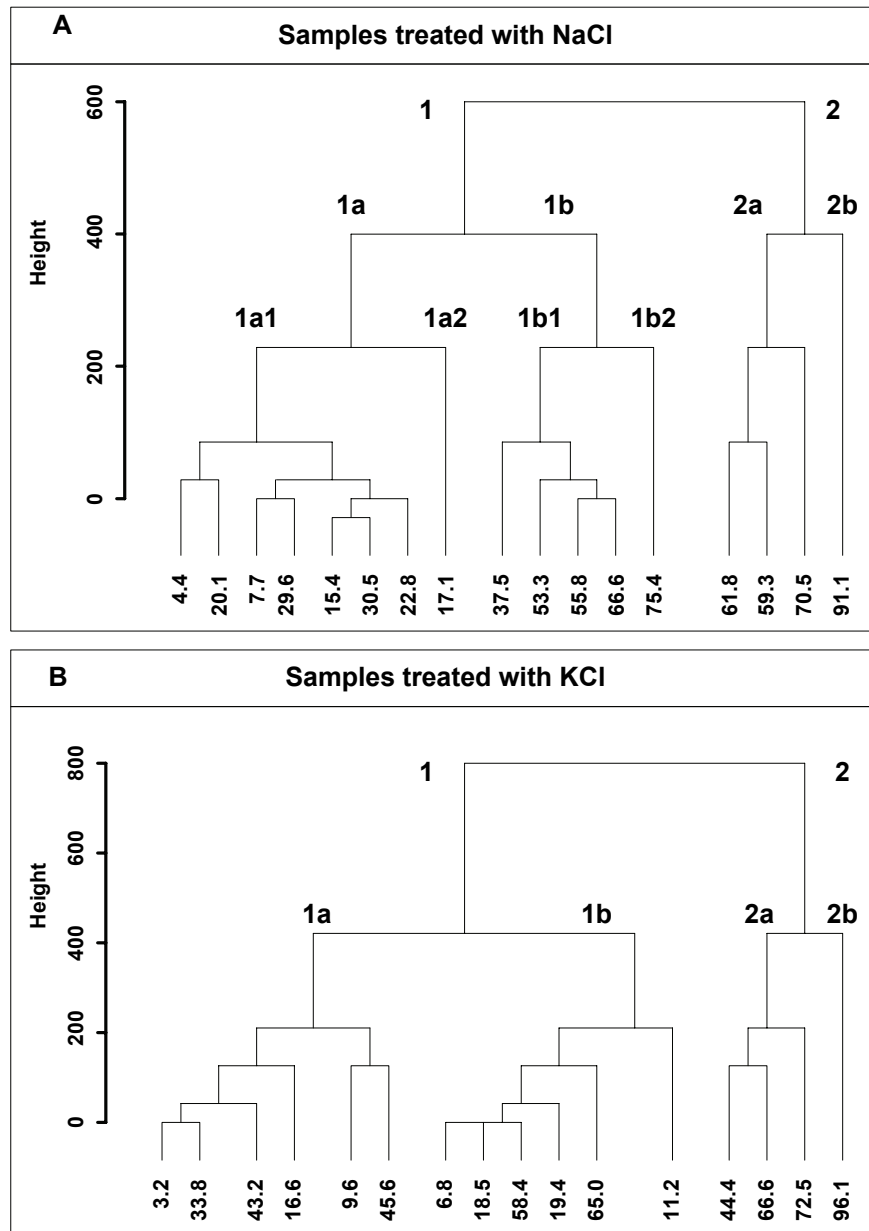 A
Samples treated with NaCl
600
400
200
0
Height
1
2
1a
1b
2a
2b
1a1
1a2
1b1
1b2
4.4
20.1
7.7
29.6
15.4
30.5
22.8
17.1
37.5
53.3
55.8
66.6
75.4
61.8
59.3
70.5
91.1
B
Samples treated with KCl
800
600
400
200
0
Height
1
2
1a
1b
2a
2b
3.2
33.8
43.2
16.6
9.6
45.6
6.8
18.5
58.4
19.4
65.0
11.2
44.4
66.6
72.5
96.1